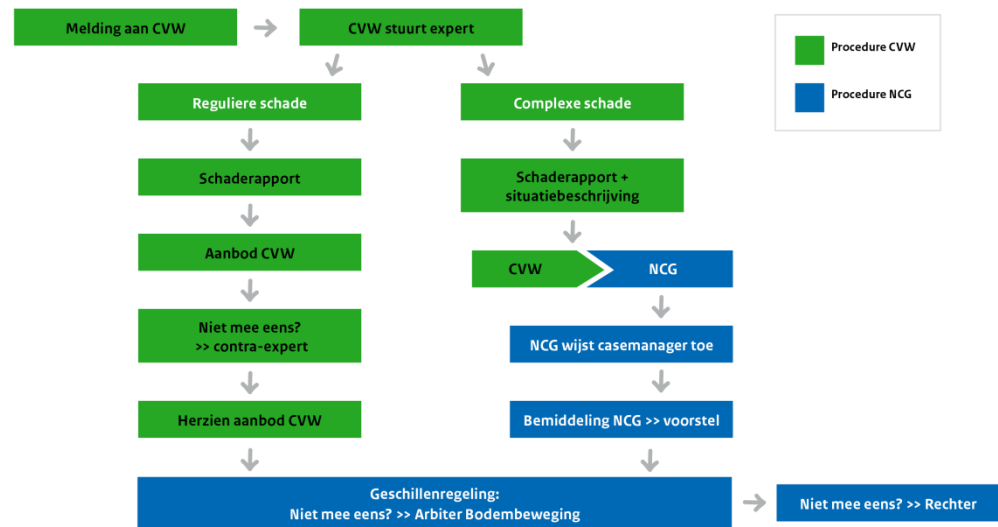 Melding aan CVW
CVW stuurt expert
Procedure CVW
Procedure NCG
Reguliere schade
Complexe schade
Schaderapport
Schaderapport +
situatiebeschrijving
Aanbod CVW
CVW
NCG
Niet mee eens?
>> contra-expert
NCG wijst casemanager toe
Herzien aanbod CVW
Bemiddeling NCG >> voorstel
Geschillenregeling:
Niet mee eens? >> Arbiter Bodembeweging
Niet mee eens? >> Rechter